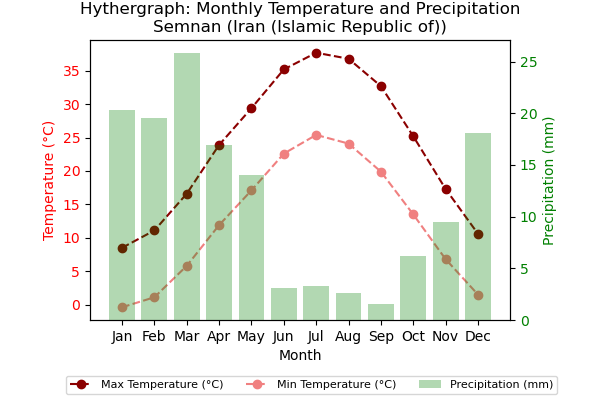 Hythergraph: Monthly Temperature and Precipitation
Semnan (Iran (Islamic Republic of))
Temperature (°C)
35
30
25
20
15
10
5
0
25
20
15
10
5
0
Precipitation (mm)
Jan Feb Mar Apr May Jun Jul Aug Sep Oct Nov Dec
Month
Max Temperature (°C) Min Temperature (°C) Precipitation (mm)